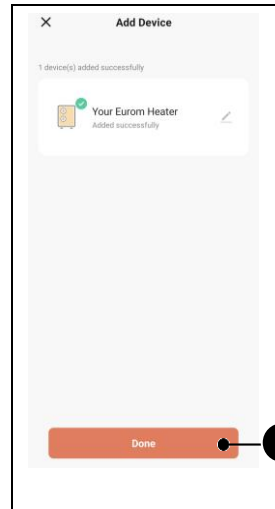 Add Device
1 device(s) added successfully
Your Eurom Heater
Added successfully
Done